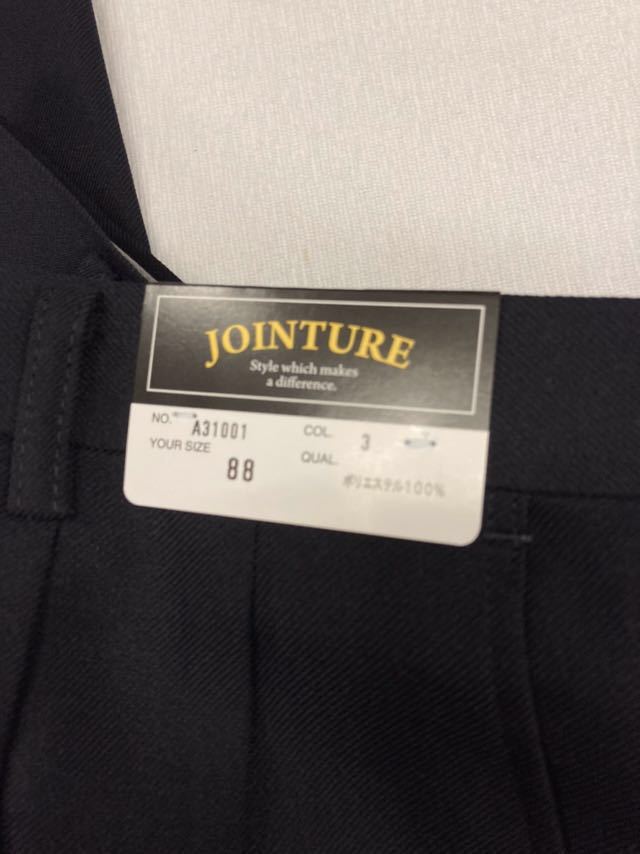 JOINTURE
Style which makes
a difference.
NO. A31001 COL. 3
YOUR SIZE 88 QUAL.
ポリエステル100%